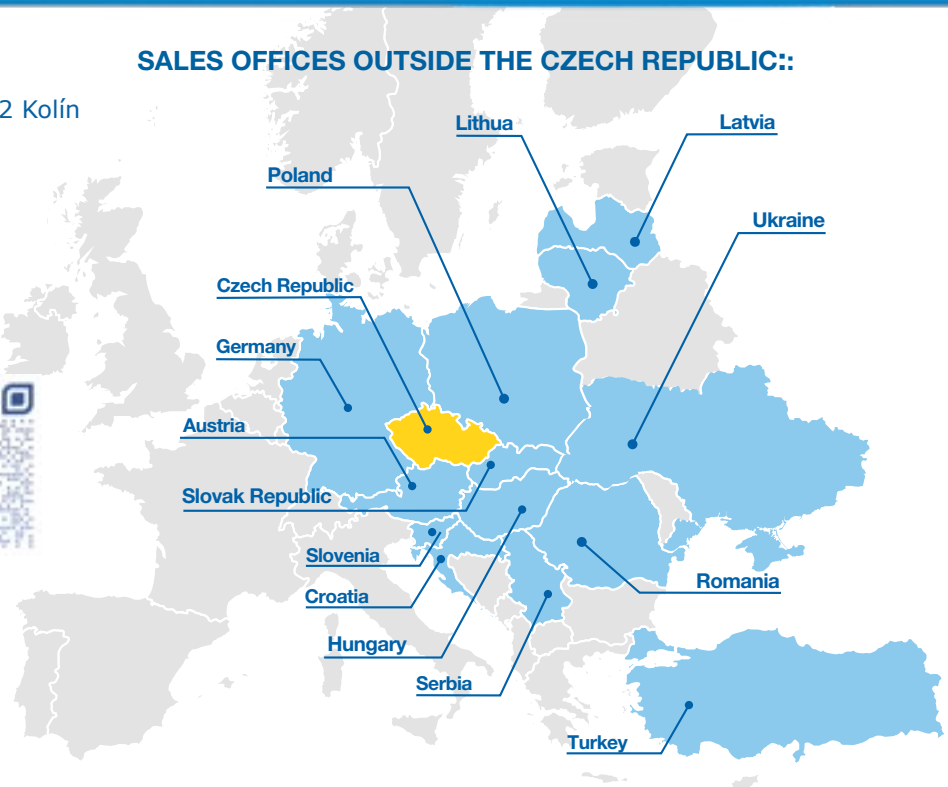 SALES OFFICES OUTSIDE THE CZECH REPUBLIC::
2 Kolín
Lithua
Latvia
Poland
Ukraine
Czech Republic
Germany
Austria
Slovak Republic
Slovenia
Romania
Croatia
Hungary
Serbia
Turkey